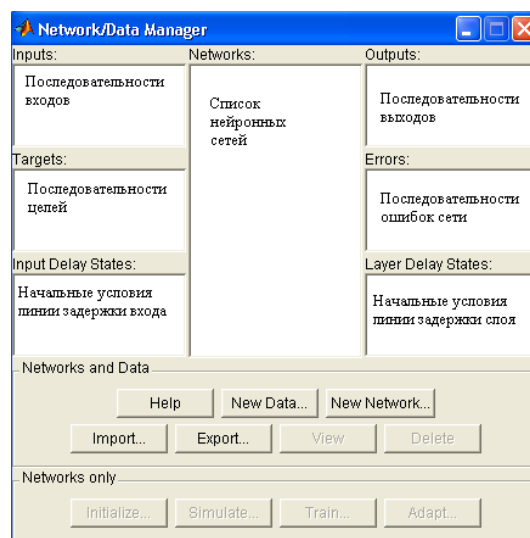 Network/Data Manager
Inputs:
Networks:
Outputs:
Последовательности
входов
Список
нейронных
сетей
Последовательности
выходов
Targets:
Errors:
Последовательности
целей
Последовательности
ошибок сети
Input Delay States:
Layer Delay States:
Начальные условия
линии задержки входа
Начальные условия
линии задержки слоя
Networks and Data
Help
New Data...
New Network...
Import...
Export...
View
Delete
Networks only
Initialize...
Simulate...
Train...
Adapt...